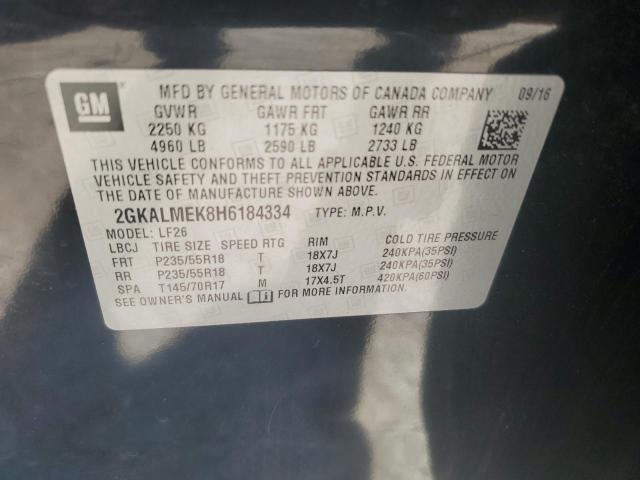 GM
MFD BY GENERAL MOTORS OF CANADA COMPANY 09/16
GVWR GAWR FRT GAWR RR
2250 KG 1175 KG 1240 KG
4960 LB 2590 LB 2733 LB
THIS VEHICLE CONFORMS TO ALL APPLICABLE U.S. FEDERAL MOTOR
VEHICLE SAFETY AND THEFT PREVENTION STANDARDS IN EFFECT ON
THE DATE OF MANUFACTURE SHOWN ABOVE.
2GKALMEK8H6184334 TYPE: M.P.V.
MODEL: LF26
LBCJ TIRE SIZE SPEED RTG RIM COLD TIRE PRESSURE
FRT P235/55R18 T 18X7J 240KPA(35PSI)
RR P235/55R18 T 18X7J 240KPA(35PSI)
SPA T145/70R17 M 17X4.5T 420KPA(60PSI)
SEE OWNER'S MANUAL FOR MORE INFORMATION.